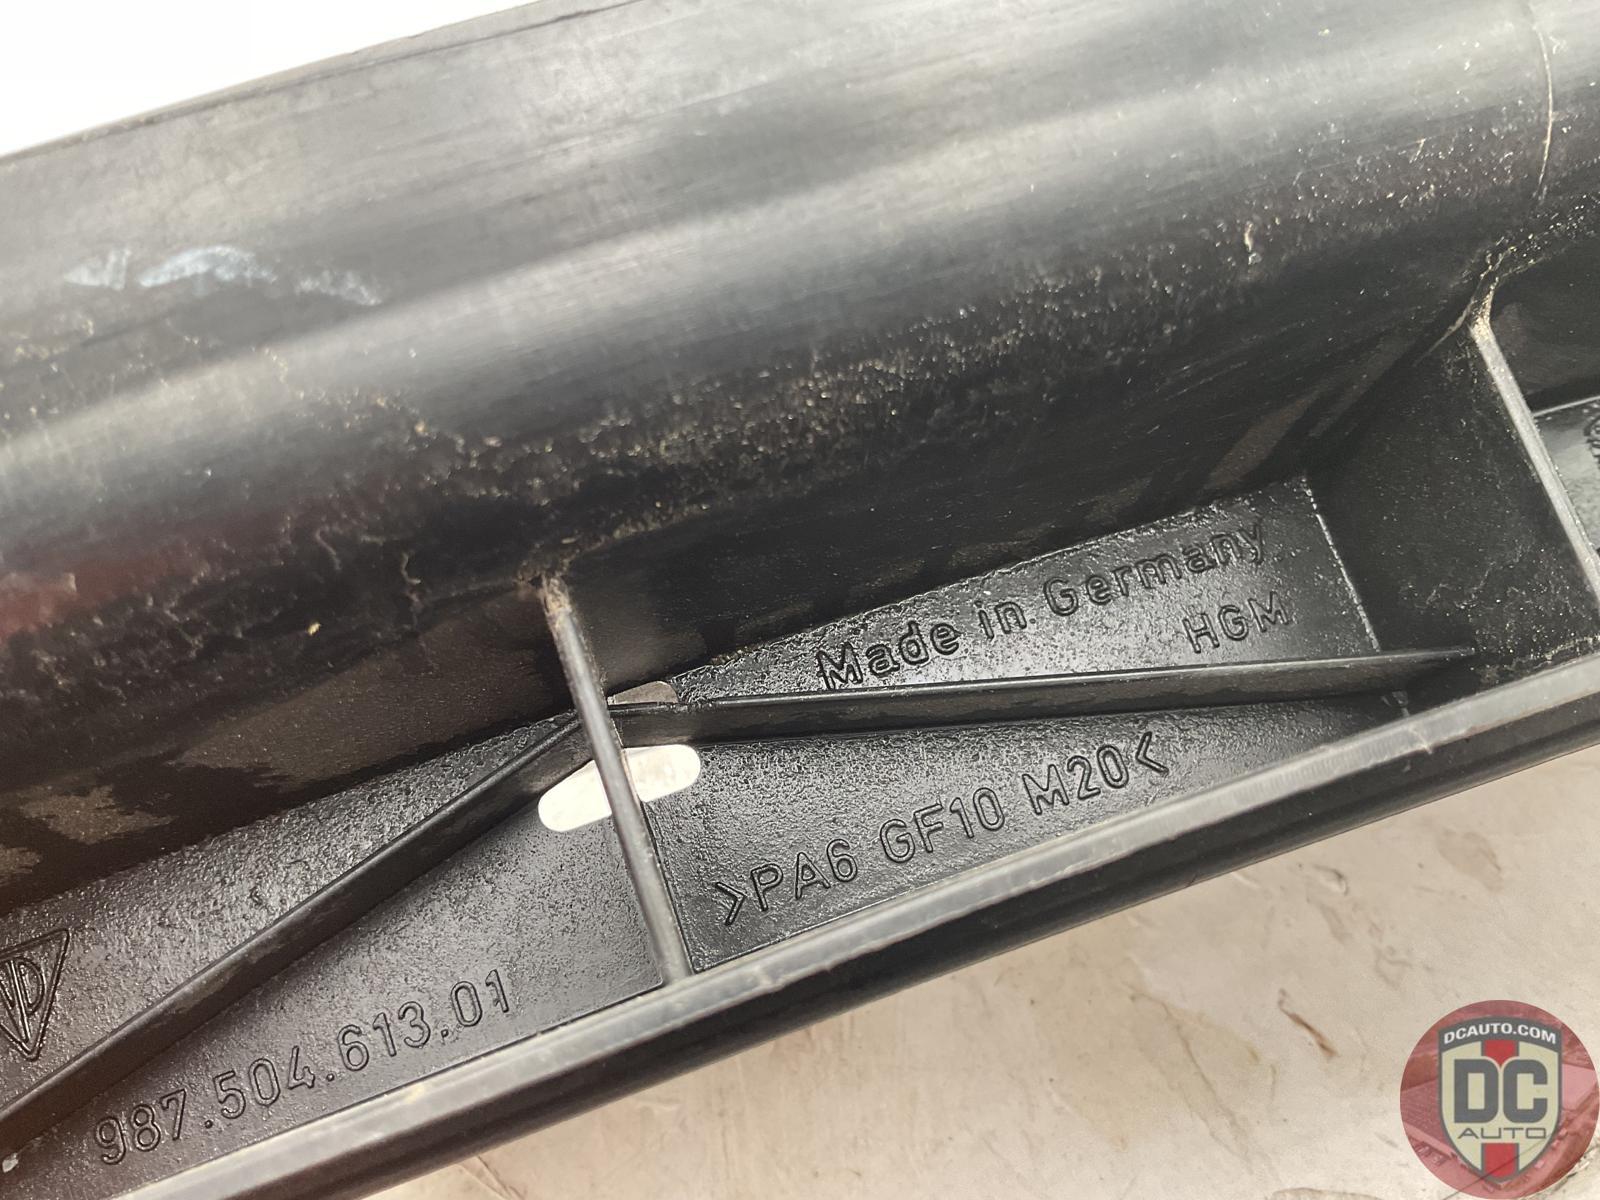 Made in Germany
HGM
>PA6 GF10 M20<
987.504.613.01
DCAUTO.COM
DC
AUTO